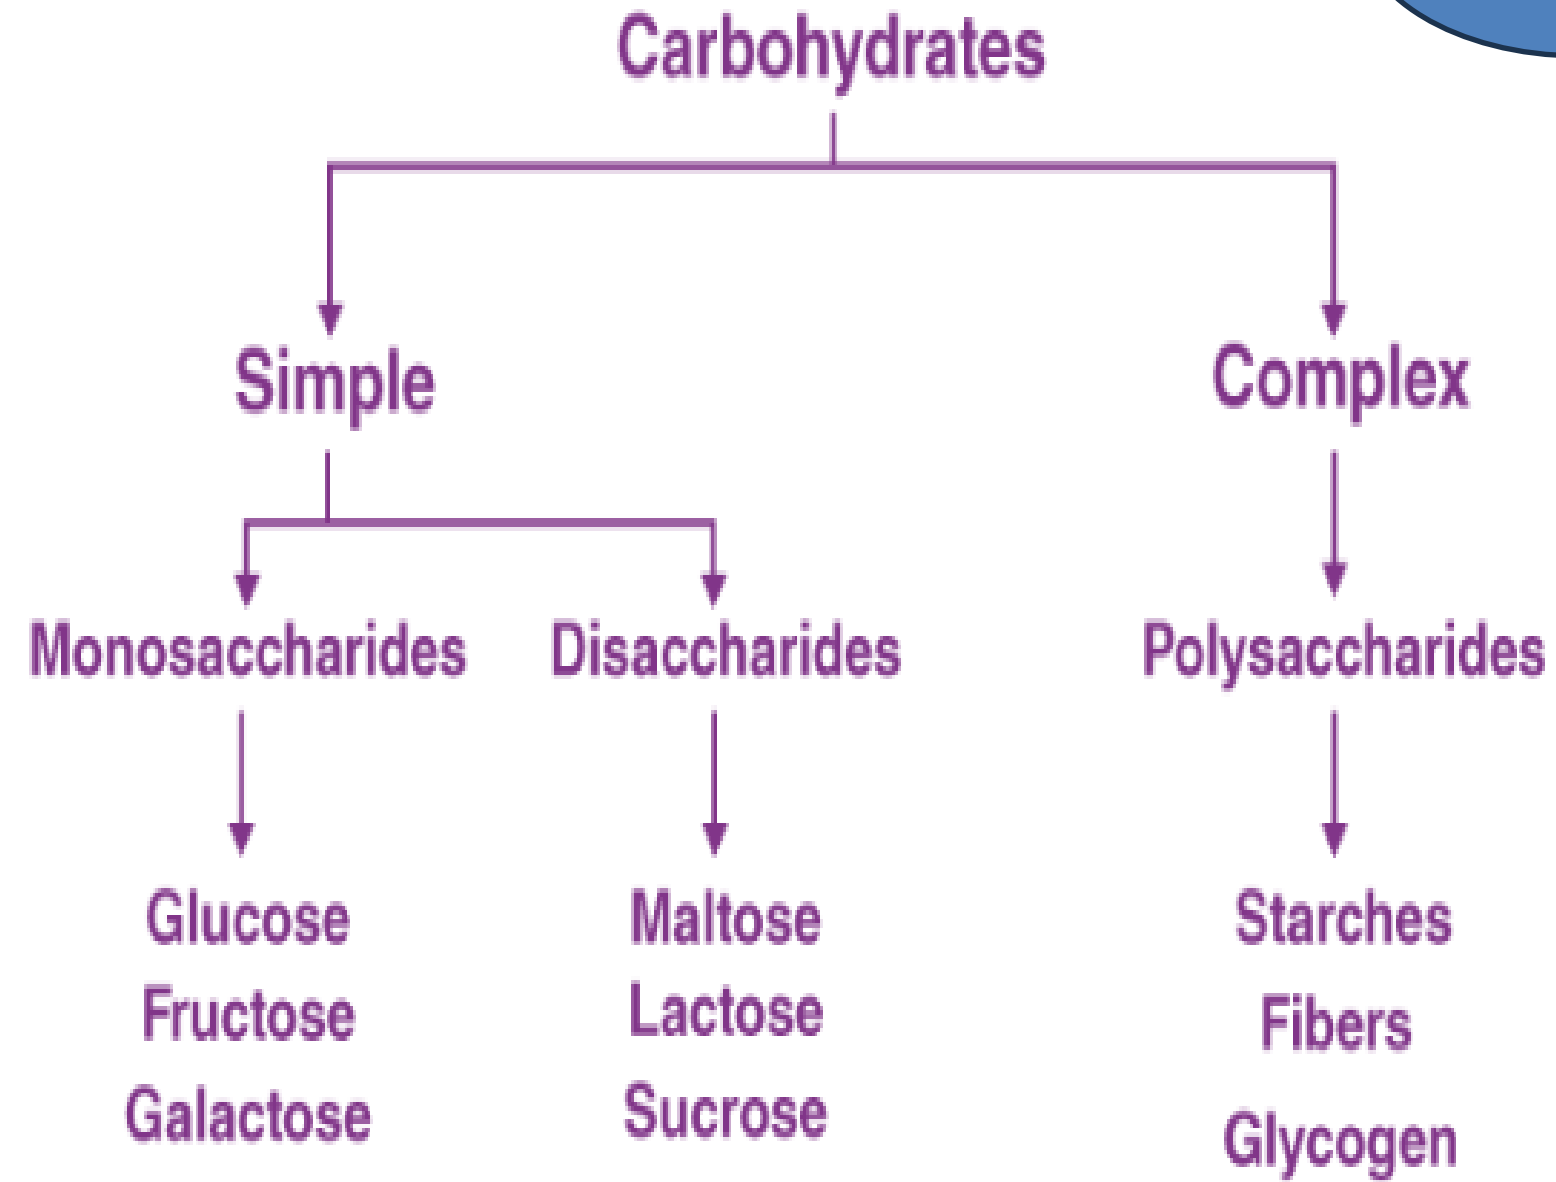 Carbohydrates
Simple
Complex
Monosaccharides
Disaccharides
Polysaccharides
Glucose
Fructose
Galactose
Maltose
Lactose
Sucrose
Starches
Fibers
Glycogen